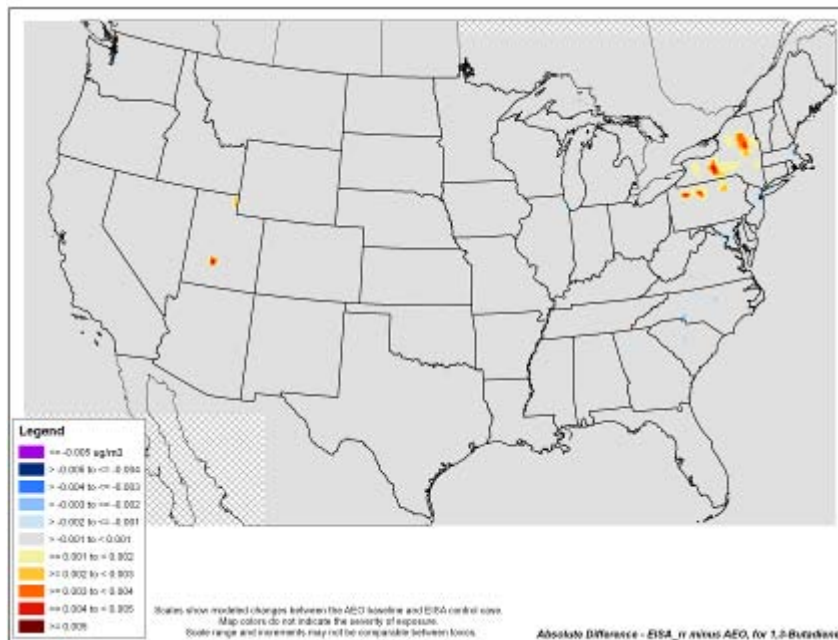 Legend
<= -0.005 ug/m3
> -0.005 to <= -0.004
> -0.004 to <= -0.003
> -0.003 to <= -0.002
> -0.002 to <= -0.001
> -0.001 to < 0.001
>= 0.001 to < 0.002
>= 0.002 to < 0.003
>= 0.003 to < 0.004
>= 0.004 to < 0.005
>= 0.005
Scales show modeled changes between the AEO baseline and EISA control case.
Map colors do not indicate the severity of exposure.
Scale range and increments may not be comparable between toxics.
Absolute Difference - EISA_rr minus AEO, for 1,3-Butadiene